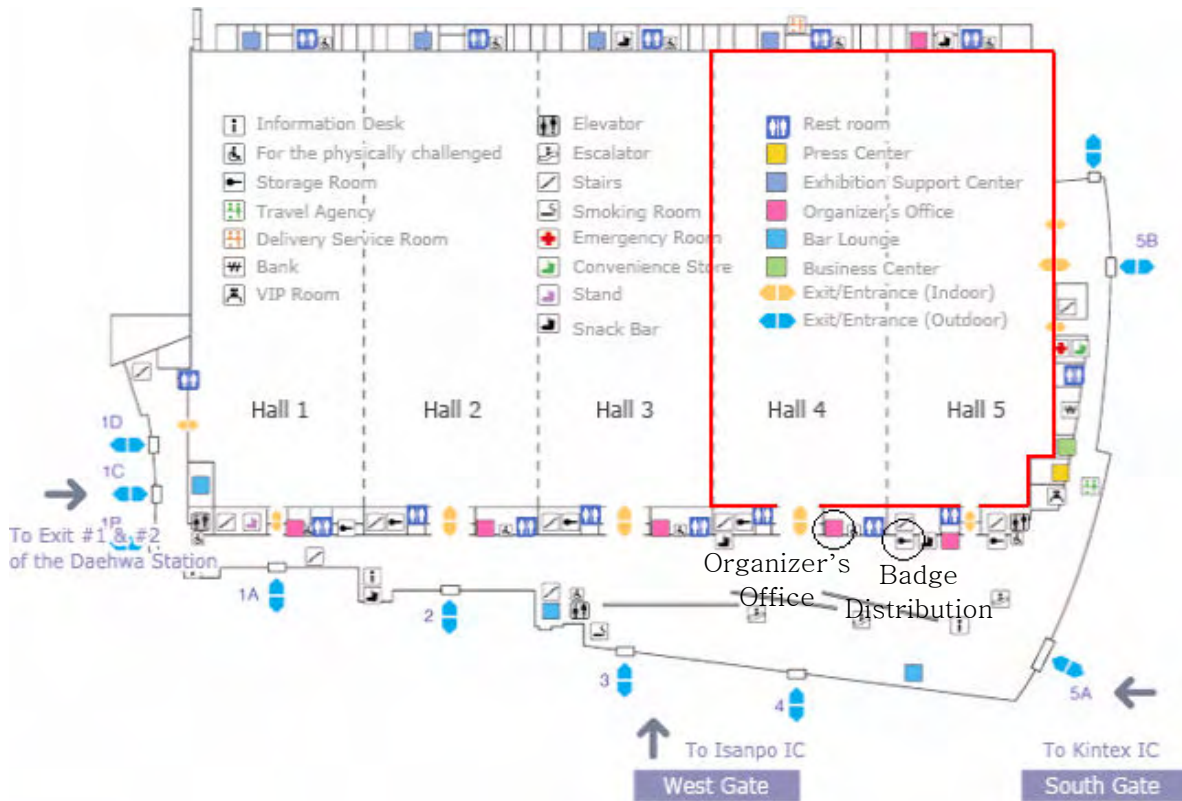 Information Desk
For the physically challenged
Storage Room
Travel Agency
Delivery Service Room
Bank
VIP Room
Elevator
Escalator
Stairs
Smoking Room
Emergency Room
Convenience Store
Stand
Snack Bar
Rest room
Press Center
Exhibition Support Center
Organizer's Office
Bar Lounge
Business Center
Exit/Entrance (Indoor)
Exit/Entrance (Outdoor)
5B
Hall 1
Hall 2
Hall 3
Hall 4
Hall 5
1D
1C
To Exit #1 & #2
of the Daehwa Station
Organizer's
Office
Badge
Distribution
1A
2
3
4
5A
To Isanpo IC
West Gate
To Kintex IC
South Gate